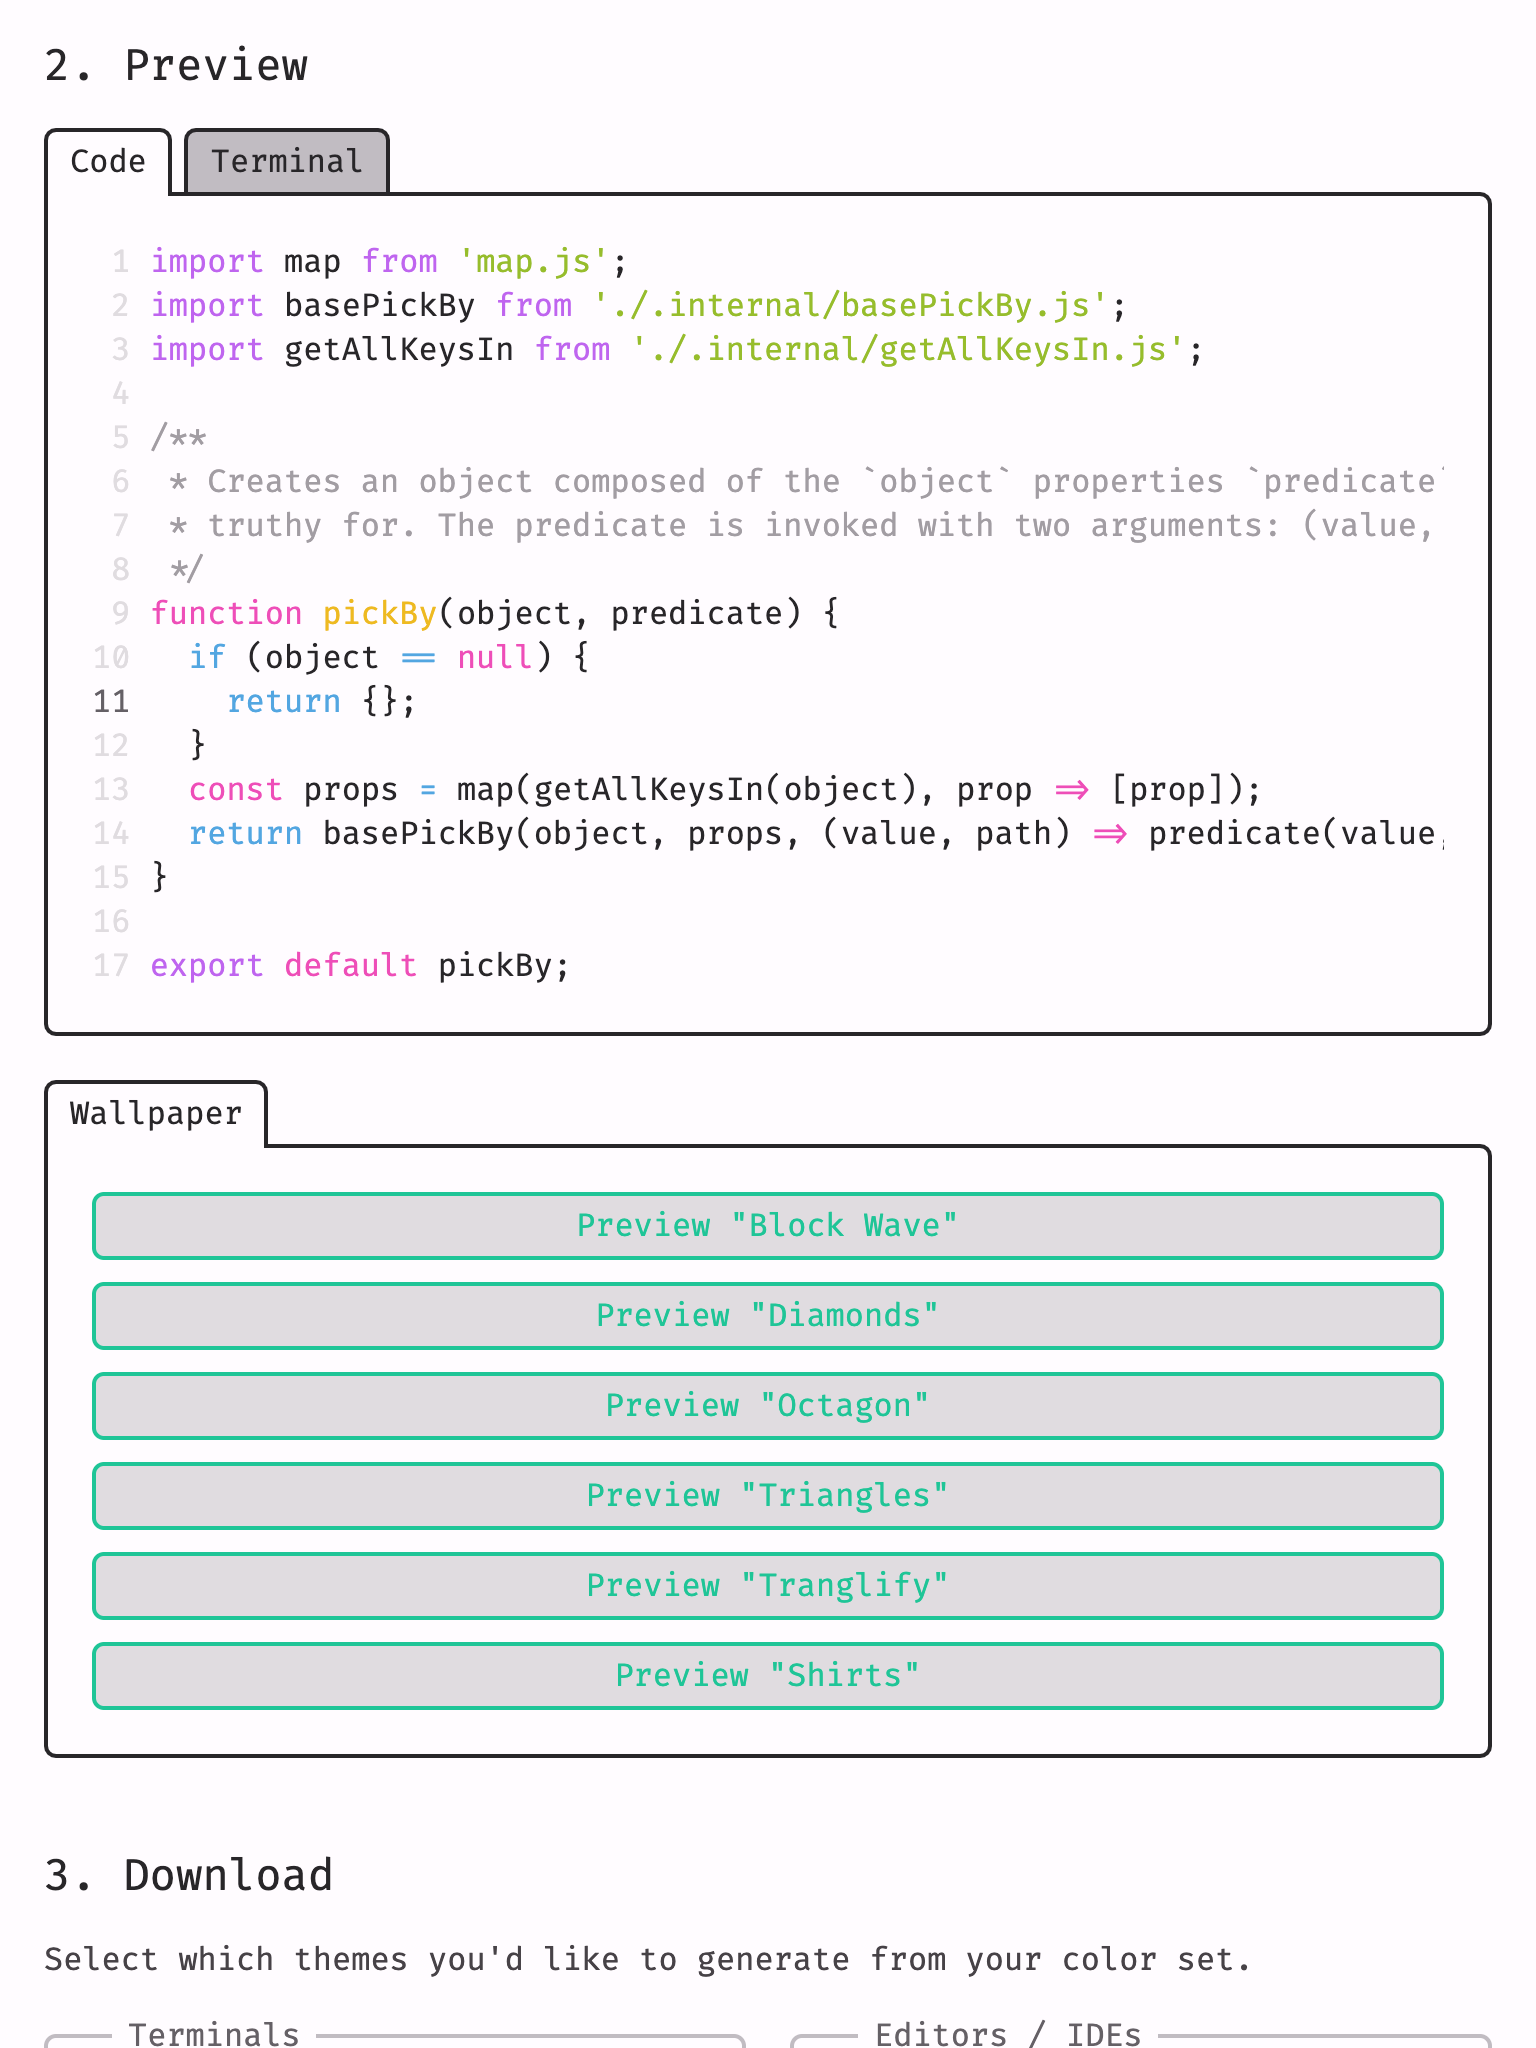 2. Preview
Code
Terminal
1 import map from 'map.js';
2 import basePickBy from './.internal/basePickBy.js';
3 import getAllKeysIn from './.internal/getAllKeysIn.js';
4
5 /**
6  * Creates an object composed of the `object` properties `predicate`
7  * truthy for. The predicate is invoked with two arguments: (value,
8  */
9 function pickBy(object, predicate) {
10   if (object == null) {
11     return {};
12   }
13   const props = map(getAllKeysIn(object), prop => [prop]);
14   return basePickBy(object, props, (value, path) => predicate(value,
15 }
16
17 export default pickBy;
Wallpaper
Preview "Block Wave"
Preview "Diamonds"
Preview "Octagon"
Preview "Triangles"
Preview "Tranglify"
Preview "Shirts"
3. Download
Select which themes you'd like to generate from your color set.
Terminals
Editors / IDEs